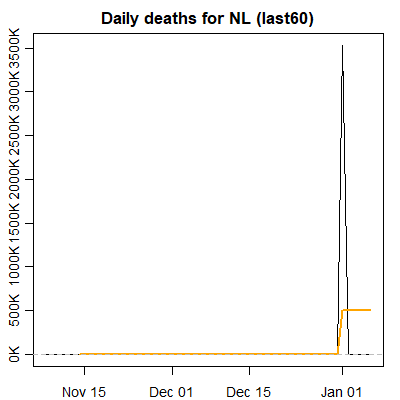 Daily deaths for NL (last60)
3500K
3000K
2500K
2000K
1500K
1000K
500K
0K
Nov 15 Dec 01 Dec 15 Jan 01